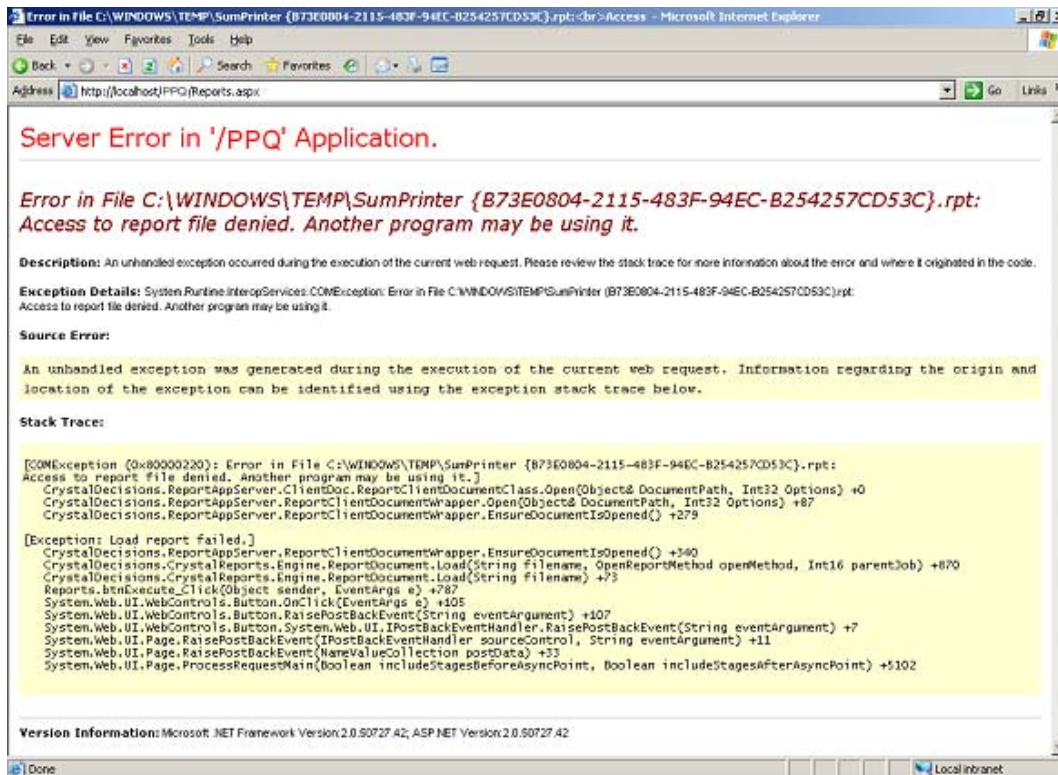 Error in File C:\WINDOWS\TEMP\SumPrinter {B73E0804-2115-483F-94EC-B254257CD53C}.rpt:<br>Access - Microsoft Internet Explorer
File Edit View Favorites Tools Help
Back Search Favorites
Address http://localhost/PPQ/Reports.aspx Go Links
Server Error in '/PPQ' Application.
Error in File C:\WINDOWS\TEMP\SumPrinter {B73E0804-2115-483F-94EC-B254257CD53C}.rpt:
Access to report file denied. Another program may be using it.
Description: An unhandled exception occurred during the execution of the current web request. Please review the stack trace for more information about the error and where it originated in the code.
Exception Details: System.Runtime.InteropServices.COMException: Error in File C:\WINDOWS\TEMP\SumPrinter {B73E0804-2115-483F-94EC-B254257CD53C}.rpt:
Access to report file denied. Another program may be using it.
Source Error:
An unhandled exception was generated during the execution of the current web request. Information regarding the origin and
location of the exception can be identified using the exception stack trace below.
Stack Trace:
[COMException (0x80000220): Error in File C:\WINDOWS\TEMP\SumPrinter {B73E0804-2115-483F-94EC-B254257CD53C}.rpt:
Access to report file denied. Another program may be using it.]
CrystalDecisions.ReportAppServer.ClientDoc.ReportClientDocumentClass.Open(Object& DocumentPath, Int32 Options) +0
CrystalDecisions.ReportAppServer.ReportClientDocumentWrapper.Open(Object& DocumentPath, Int32 Options) +87
CrystalDecisions.ReportAppServer.ReportClientDocumentWrapper.EnsureDocumentIsOpened() +279
[Exception: Load report failed.]
CrystalDecisions.ReportAppServer.ReportClientDocumentWrapper.EnsureDocumentIsOpened() +340
CrystalDecisions.CrystalReports.Engine.ReportDocument.Load(String filename, OpenReportMethod openMethod, Int16 parentJob) +870
CrystalDecisions.CrystalReports.Engine.ReportDocument.Load(String filename) +73
Reports.btnExecute_Click(Object sender, EventArgs e) +787
System.Web.UI.WebControls.Button.OnClick(EventArgs e) +105
System.Web.UI.WebControls.Button.RaisePostBackEvent(String eventArgument) +107
System.Web.UI.WebControls.Button.System.Web.UI.IPostBackEventHandler.RaisePostBackEvent(String eventArgument) +7
System.Web.UI.Page.RaisePostBackEvent(IPostBackEventHandler sourceControl, String eventArgument) +11
System.Web.UI.Page.RaisePostBackEvent(NameValueCollection postData) +33
System.Web.UI.Page.ProcessRequestMain(Boolean includeStagesBeforeAsyncPoint, Boolean includeStagesAfterAsyncPoint) +5102
Version Information: Microsoft .NET Framework Version:2.0.50727.42; ASP.NET Version:2.0.50727.42
Done Local intranet